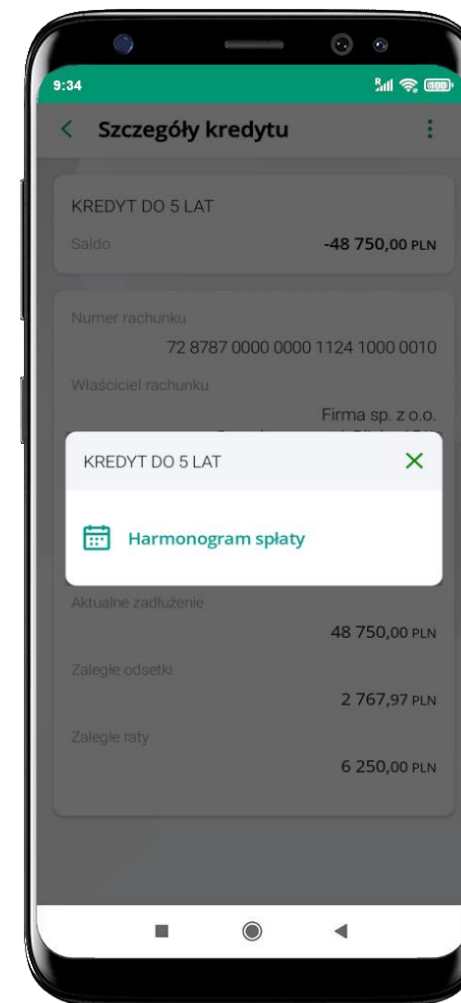 9:34
R
100
Szczegóły kredytu
KREDYT DO 5 LAT
Saldo -48 750,00 PLN
Numer rachunku
72 8787 0000 0000 1124 1000 0010
Właściciel rachunku
Firma sp. z o.o.
KREDYT DO 5 LAT
Harmonogram spłaty
Aktualne zadłużenie
48 750,00 PLN
Zaległe odsetki
2 767,97 PLN
Zaległe raty
6 250,00 PLN